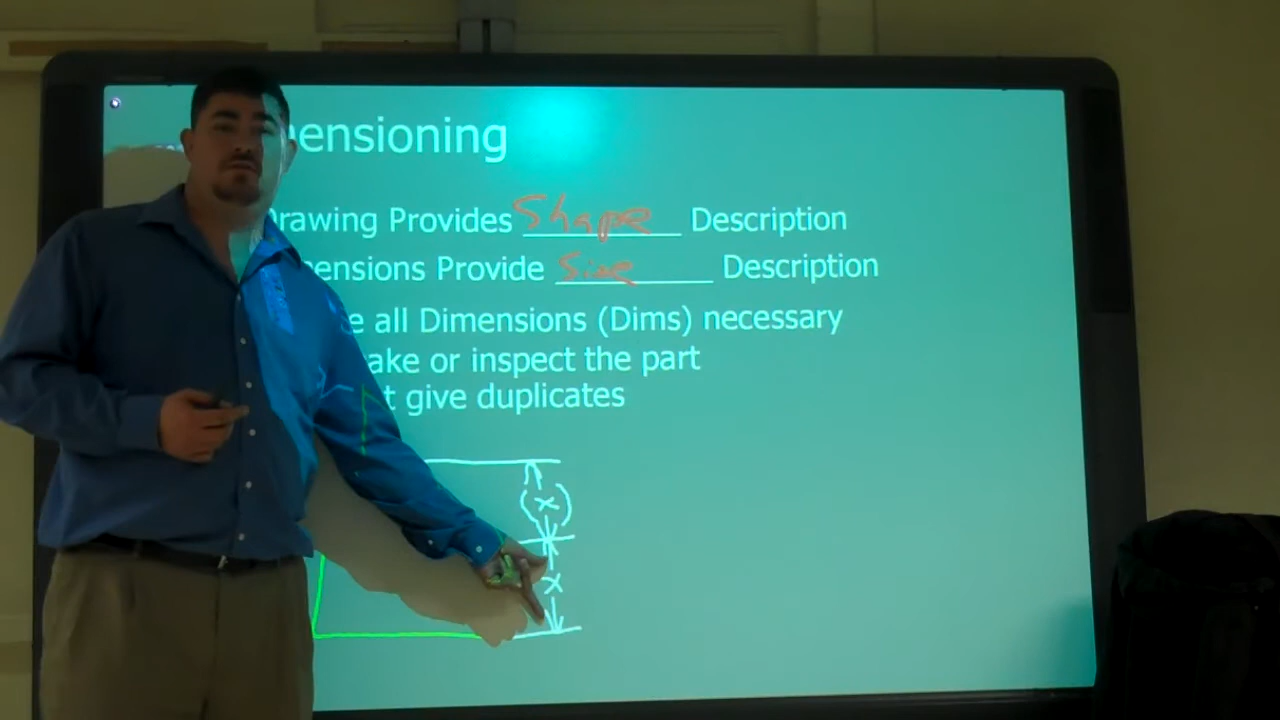 ensioning
Drawing Provides Shape Description
pensions Provide Size Description
e all Dimensions (Dims) necessary
ake or inspect the part
t give duplicates
(x)
x